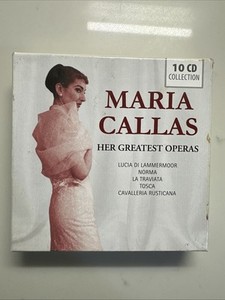 10 CD
COLLECTION
MARIA
CALLAS
HER GREATEST OPERAS
LUCIA DI LAMMERMOOR
NORMA
LA TRAVIATA
TOSCA
CAVALLERIA RUSTICANA